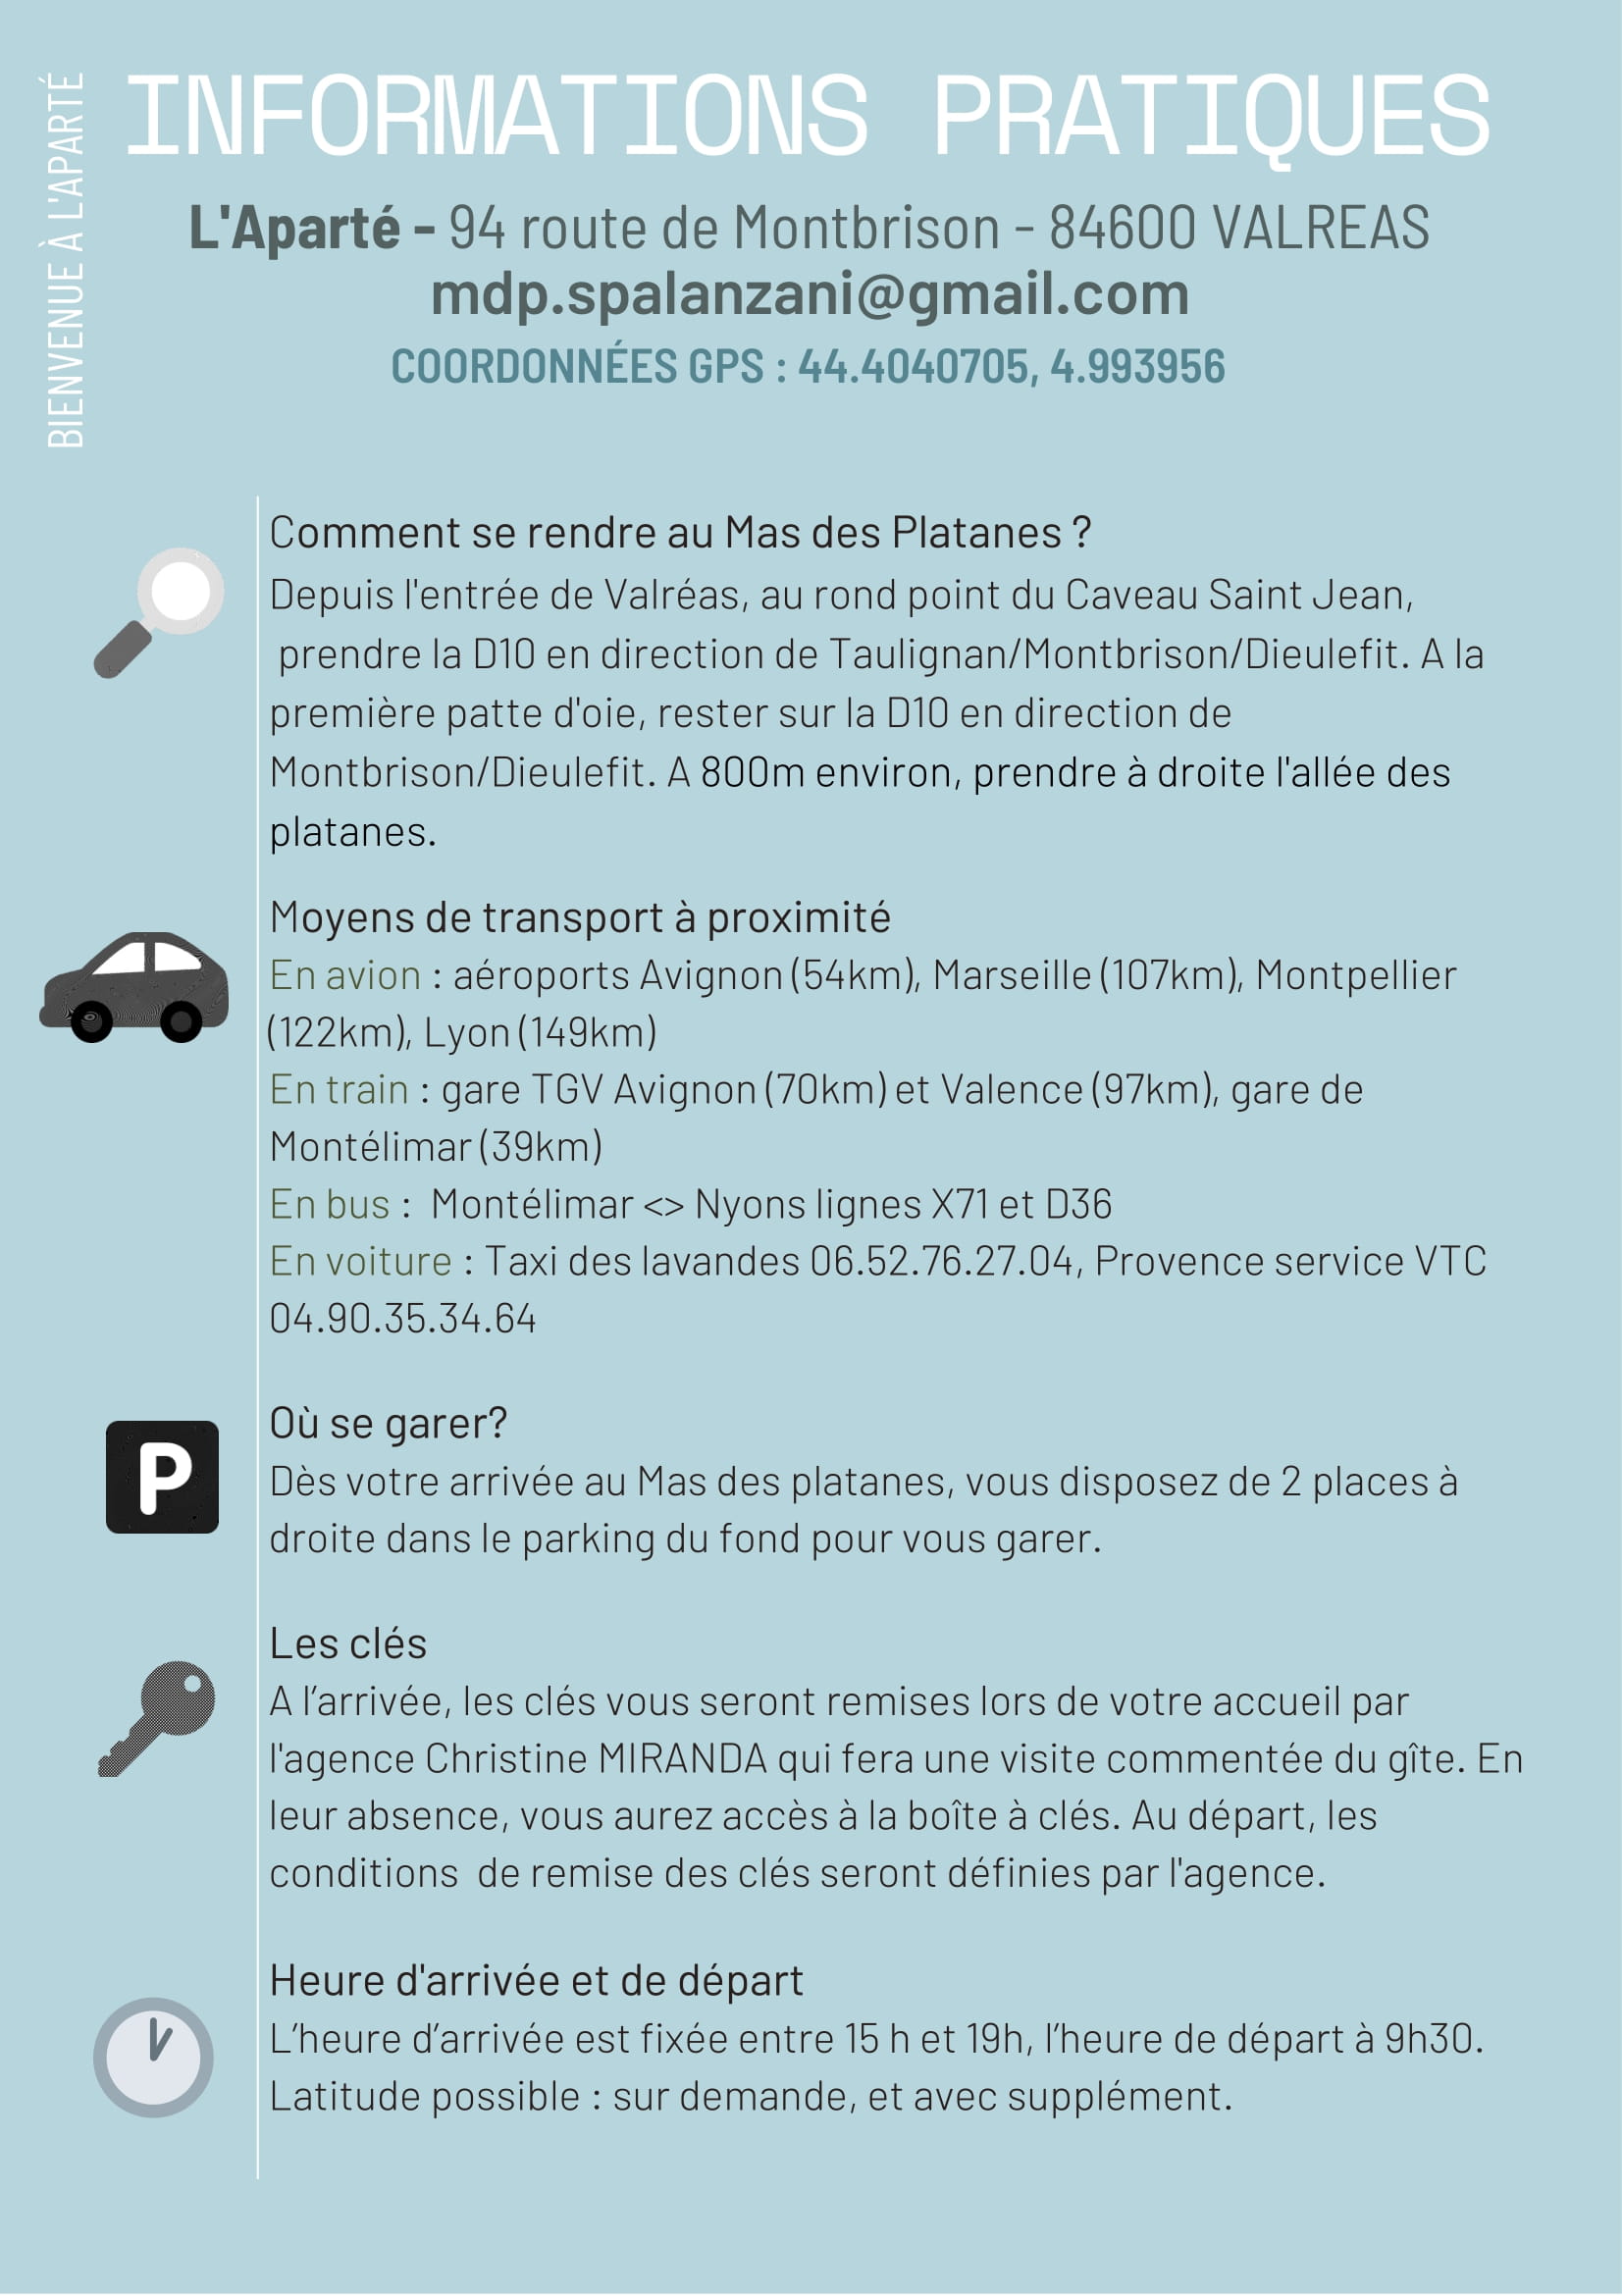 BIENVENUE À L'APARTÉ
INFORMATIONS PRATIQUES
L'Aparté - 94 route de Montbrison - 84600 VALREAS
mdp.spalanzani@gmail.com
COORDONNÉES GPS : 44.4040705, 4.993956
Comment se rendre au Mas des Platanes ?
Depuis l'entrée de Valréas, au rond point du Caveau Saint Jean,
prendre la D10 en direction de Taulignan/Montbrison/Dieulefit. A la
première patte d'oie, rester sur la D10 en direction de
Montbrison/Dieulefit. A 800m environ, prendre à droite l'allée des
platanes.
Moyens de transport à proximité
En avion : aéroports Avignon (54km), Marseille (107km), Montpellier
(122km), Lyon (149km)
En train : gare TGV Avignon (70km) et Valence (97km), gare de
Montélimar (39km)
En bus :  Montélimar <> Nyons lignes X71 et D36
En voiture : Taxi des lavandes 06.52.76.27.04, Provence service VTC
04.90.35.34.64
P
Où se garer?
Dès votre arrivée au Mas des platanes, vous disposez de 2 places à
droite dans le parking du fond pour vous garer.
Les clés
A l’arrivée, les clés vous seront remises lors de votre accueil par
l'agence Christine MIRANDA qui fera une visite commentée du gîte. En
leur absence, vous aurez accès à la boîte à clés. Au départ, les
conditions  de remise des clés seront définies par l'agence.
Heure d'arrivée et de départ
L’heure d’arrivée est fixée entre 15 h et 19h, l’heure de départ à 9h30.
Latitude possible : sur demande, et avec supplément.